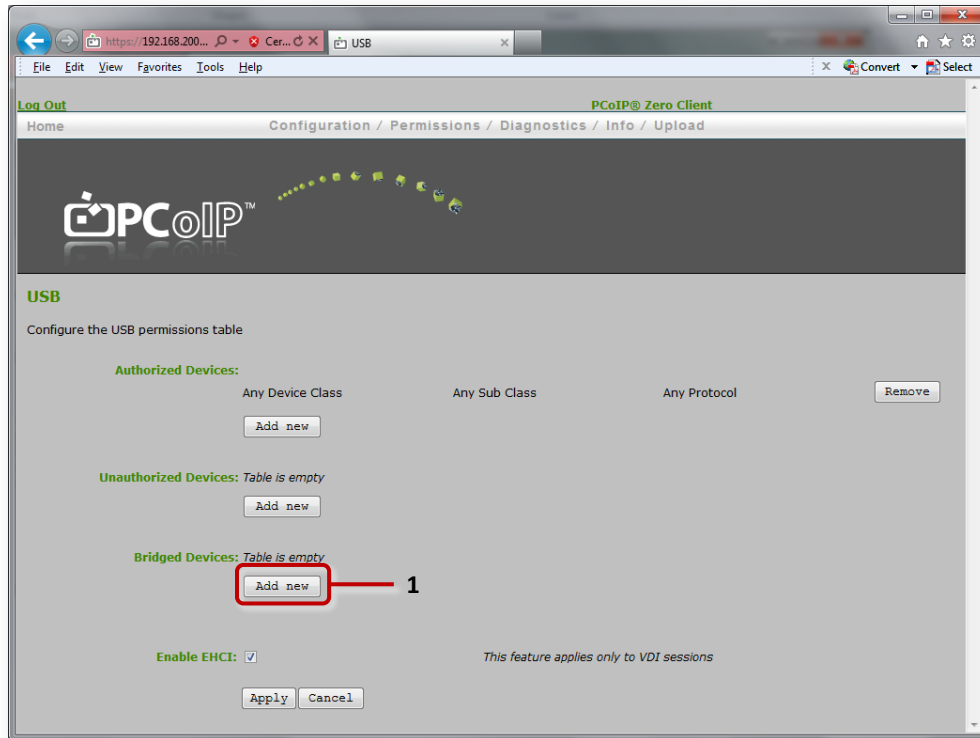 https://192.168.200... Cer... USB
File Edit View Favorites Tools Help Convert Select
Log Out PCoIP® Zero Client
Home Configuration / Permissions / Diagnostics / Info / Upload
PCoIP™
USB
Configure the USB permissions table
Authorized Devices:
Any Device Class Any Sub Class Any Protocol Remove
Add new
Unauthorized Devices: Table is empty
Add new
Bridged Devices: Table is empty
Add new 1
Enable EHCI: This feature applies only to VDI sessions
Apply Cancel